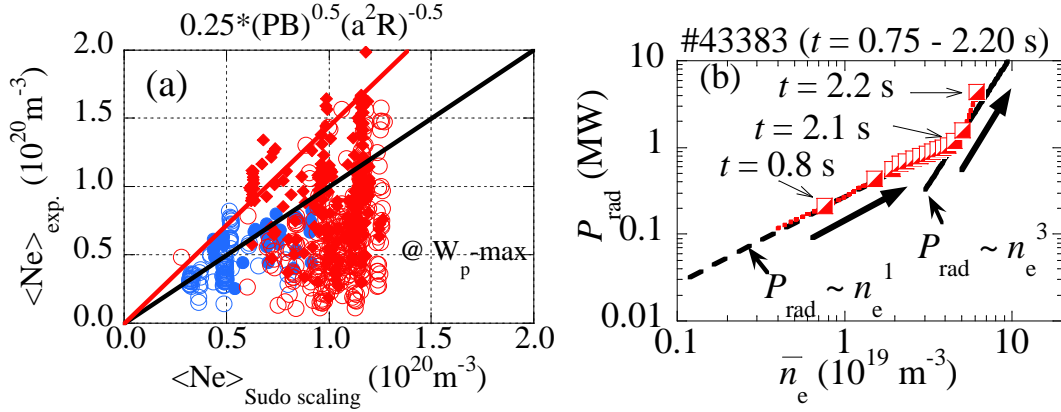 0.25*(PB)^0.5(a^2R)^-0.5
(a)
2.0
1.5
1.0
0.5
0.0
<Ne>exp. (10^20m^-3)
@ Wp-max
0.0 0.5 1.0 1.5 2.0
<Ne>Sudo scaling (10^20m^-3)
#43383 (t = 0.75 - 2.20 s)
(b)
10
1
0.1
0.01
Prad (MW)
t = 2.2 s
t = 2.1 s
t = 0.8 s
Prad ~ ne^1
Prad ~ ne^3
0.1 1 10
n̅e (10^19 m^-3)